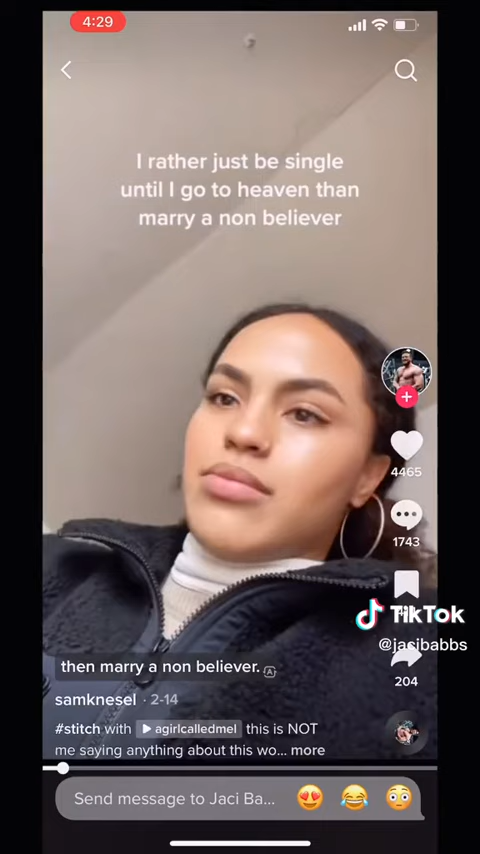 4:29
I rather just be single
until I go to heaven than
marry a non believer
4465
1743
TikTok
@jacibabbs
then marry a non believer.
204
samknesel · 2-14
#stitch with ▶ agirlcalledmel this is NOT
me saying anything about this wo... more
Send message to Jaci Ba...